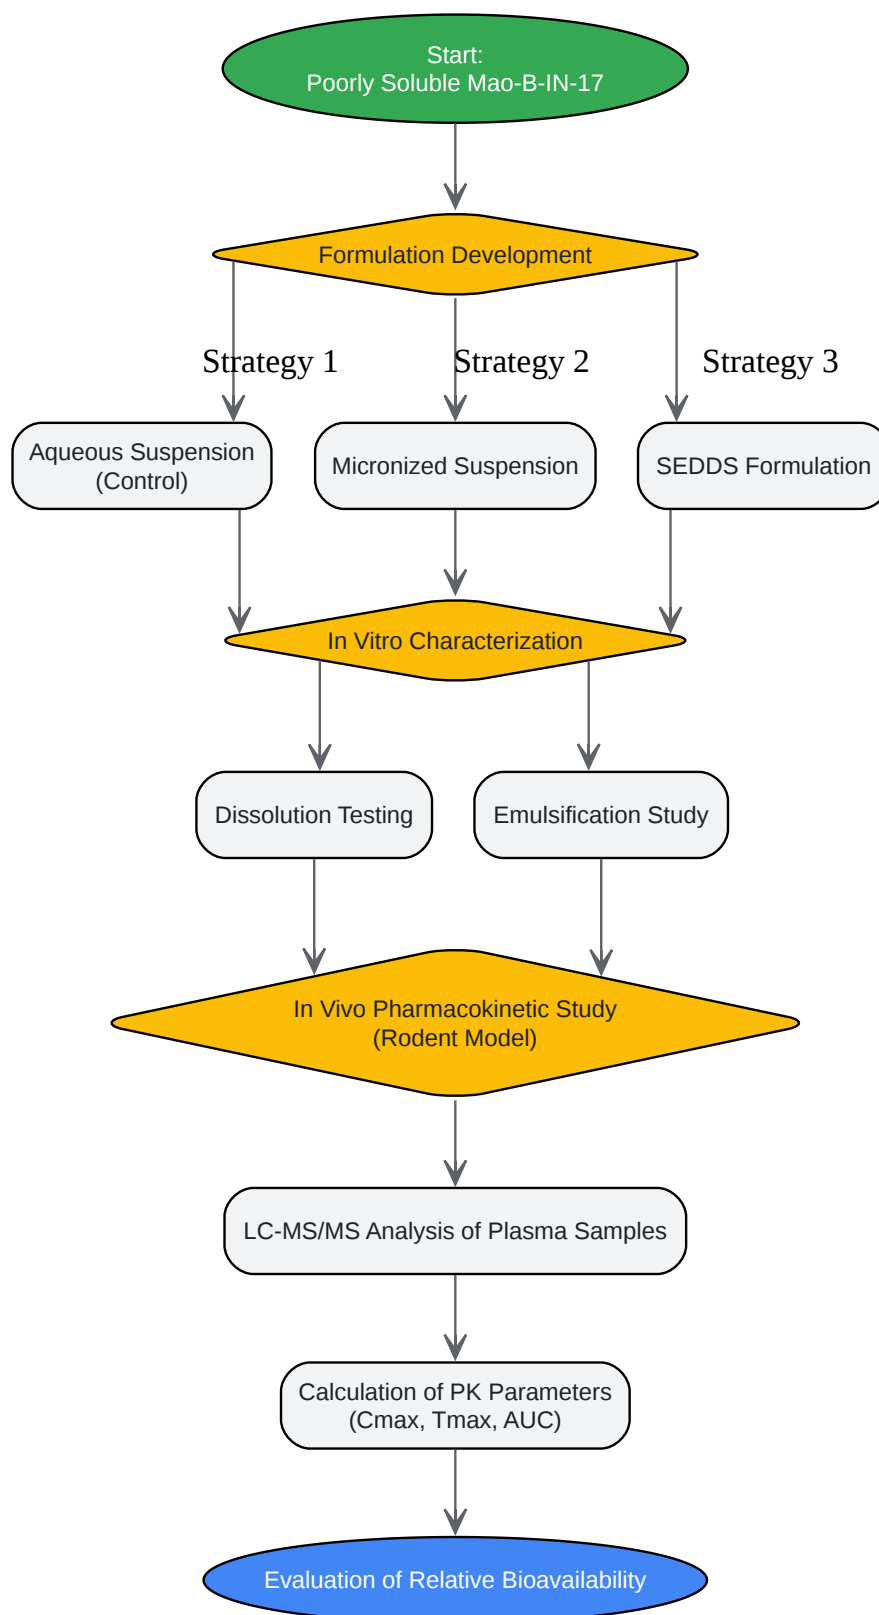 Start:
Poorly Soluble Mao-B-IN-17
Formulation Development
Strategy 1
Strategy 2
Strategy 3
Aqueous Suspension
(Control)
Micronized Suspension
SEDDS Formulation
In Vitro Characterization
Dissolution Testing
Emulsification Study
In Vivo Pharmacokinetic Study
(Rodent Model)
LC-MS/MS Analysis of Plasma Samples
Calculation of PK Parameters
(Cmax, Tmax, AUC)
Evaluation of Relative Bioavailability